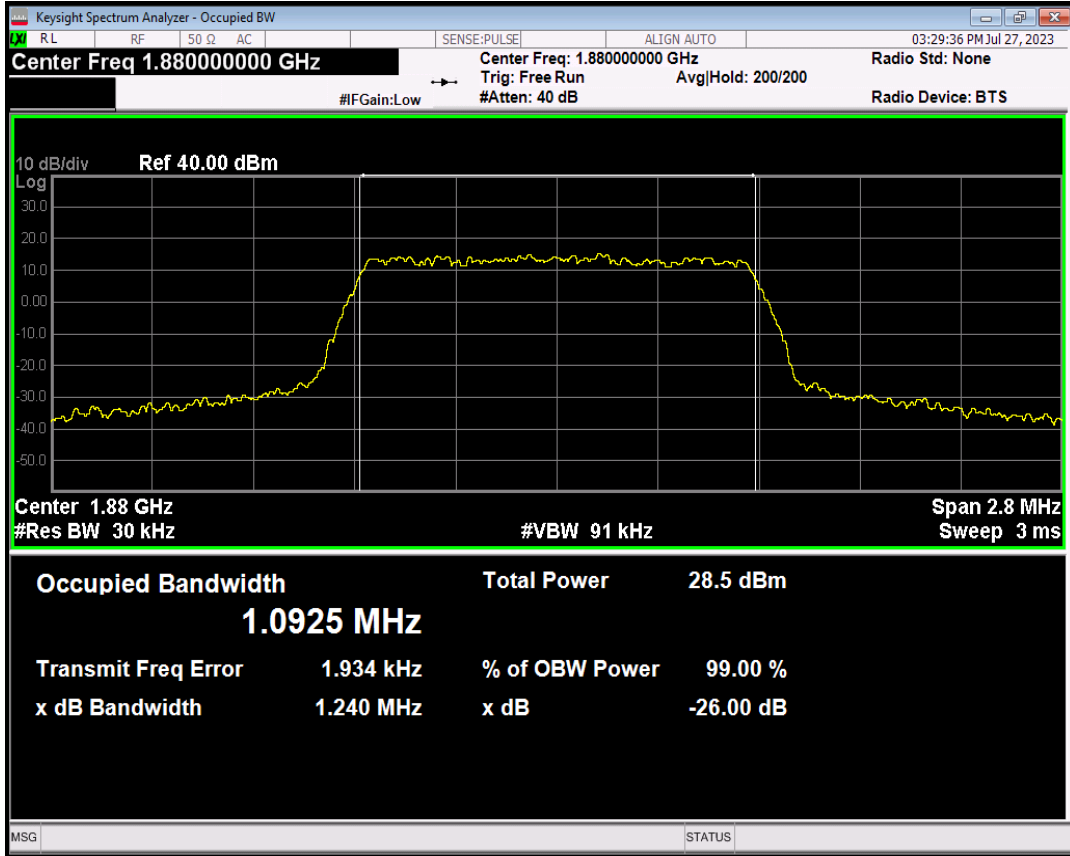 Keysight Spectrum Analyzer - Occupied BW
LXI RL RF 50 Ω AC SENSE:PULSE ALIGN AUTO 03:29:36 PM Jul 27, 2023
Center Freq 1.880000000 GHz
Center Freq: 1.880000000 GHz Radio Std: None
Trig: Free Run Avg|Hold: 200/200
#IFGain:Low #Atten: 40 dB Radio Device: BTS
10 dB/div Ref 40.00 dBm
Log
30.0
20.0
10.0
0.00
-10.0
-20.0
-30.0
-40.0
-50.0
Center 1.88 GHz Span 2.8 MHz
#Res BW 30 kHz #VBW 91 kHz Sweep 3 ms
Occupied Bandwidth Total Power 28.5 dBm
1.0925 MHz
Transmit Freq Error 1.934 kHz % of OBW Power 99.00 %
x dB Bandwidth 1.240 MHz x dB -26.00 dB
MSG STATUS